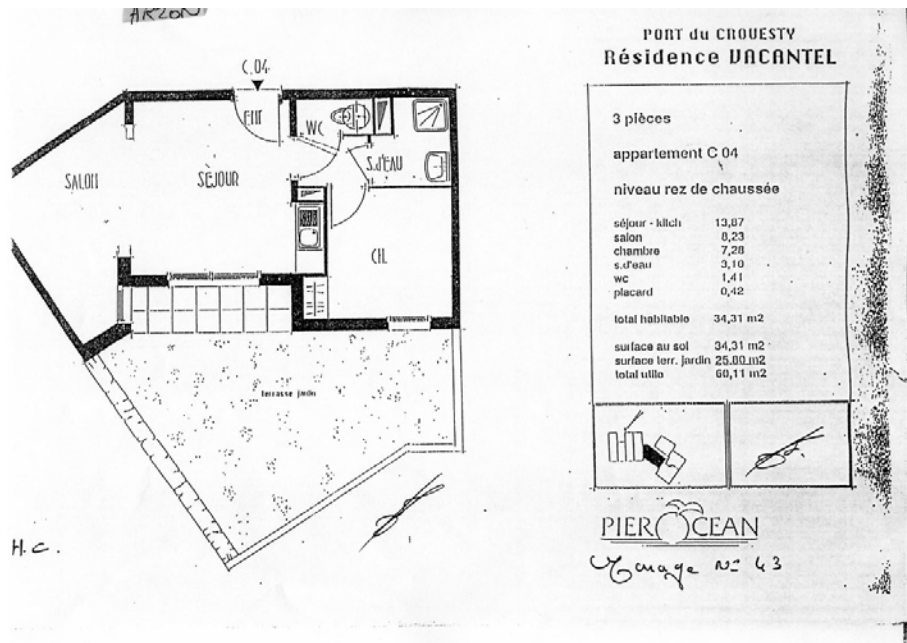 ARZON
PORT du CROUESTY
Résidence VACANTEL
C.04
ENT
WC
S.d'EAU
SALON
SÉJOUR
CH.
terrasse jardin
3 pièces
appartement C 04
niveau rez de chaussée
séjour - kitch 13,87
salon 8,23
chambre 7,28
s.d'eau 3,10
wc 1,41
placard 0,42
total habitable 34,31 m2
surface au sol 34,31 m2
surface terr. jardin 25.80 m2
total utile 60,11 m2
PIEROCEAN
Garage N° 43
H.C.